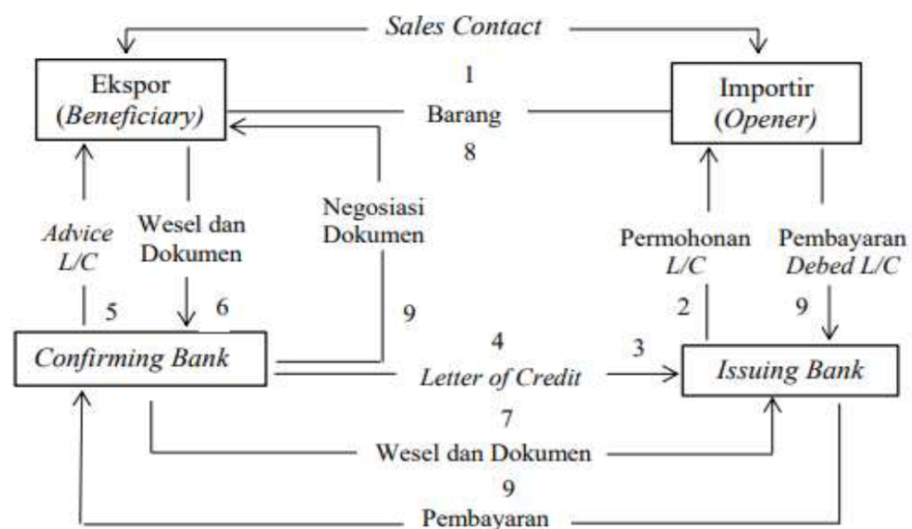 Sales Contact
Ekspor
(Beneficiary)
1
Barang
8
Importir
(Opener)
Advice
L/C
5
Wesel dan
Dokumen
6
Negosiasi
Dokumen
9
Permohonan
L/C
2
Pembayaran
Debed L/C
9
Confirming Bank
4
Letter of Credit
3
Issuing Bank
7
Wesel dan Dokumen
9
Pembayaran